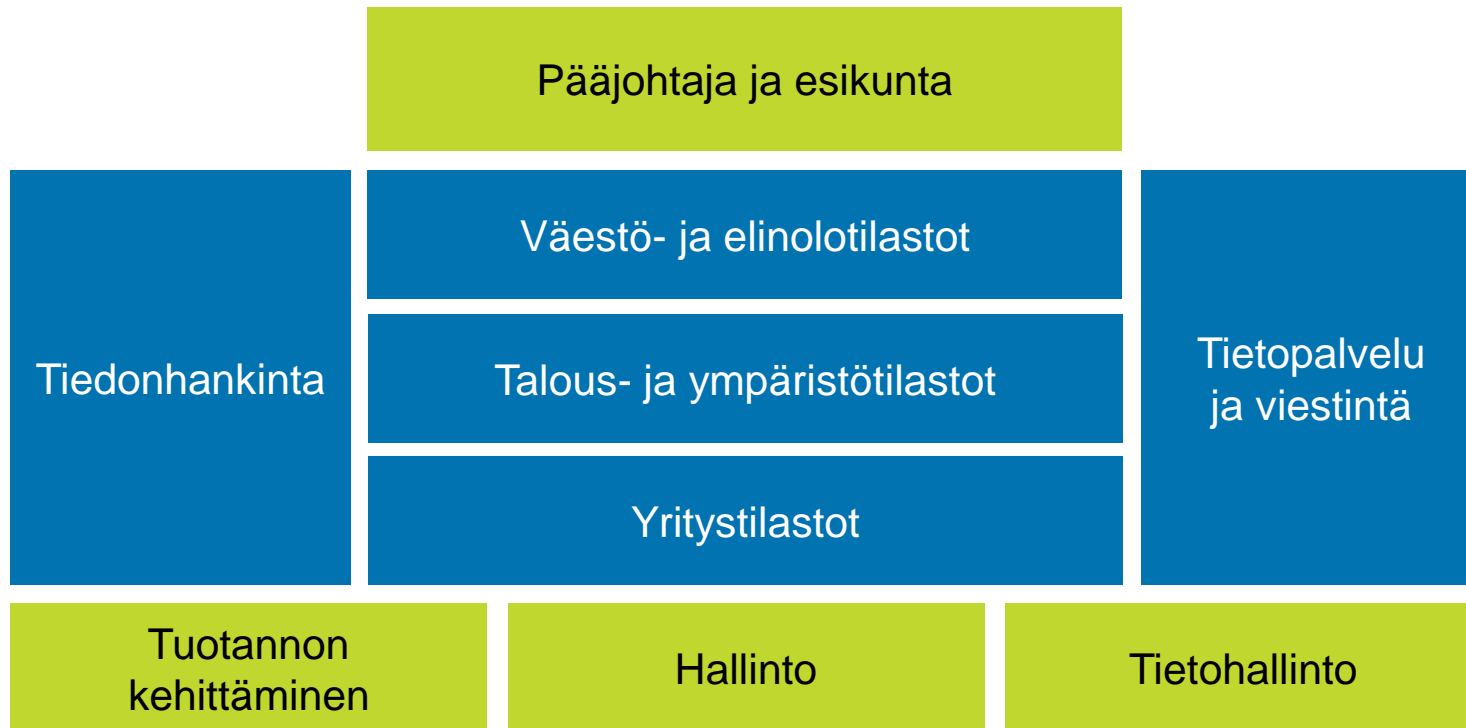 Pääjohtaja ja esikunta
Väestö- ja elinolotilastot
Tiedonhankinta
Talous- ja ympäristötilastot
Tietopalvelu
ja viestintä
Yritystilastot
Tuotannon
kehittäminen
Hallinto
Tietohallinto